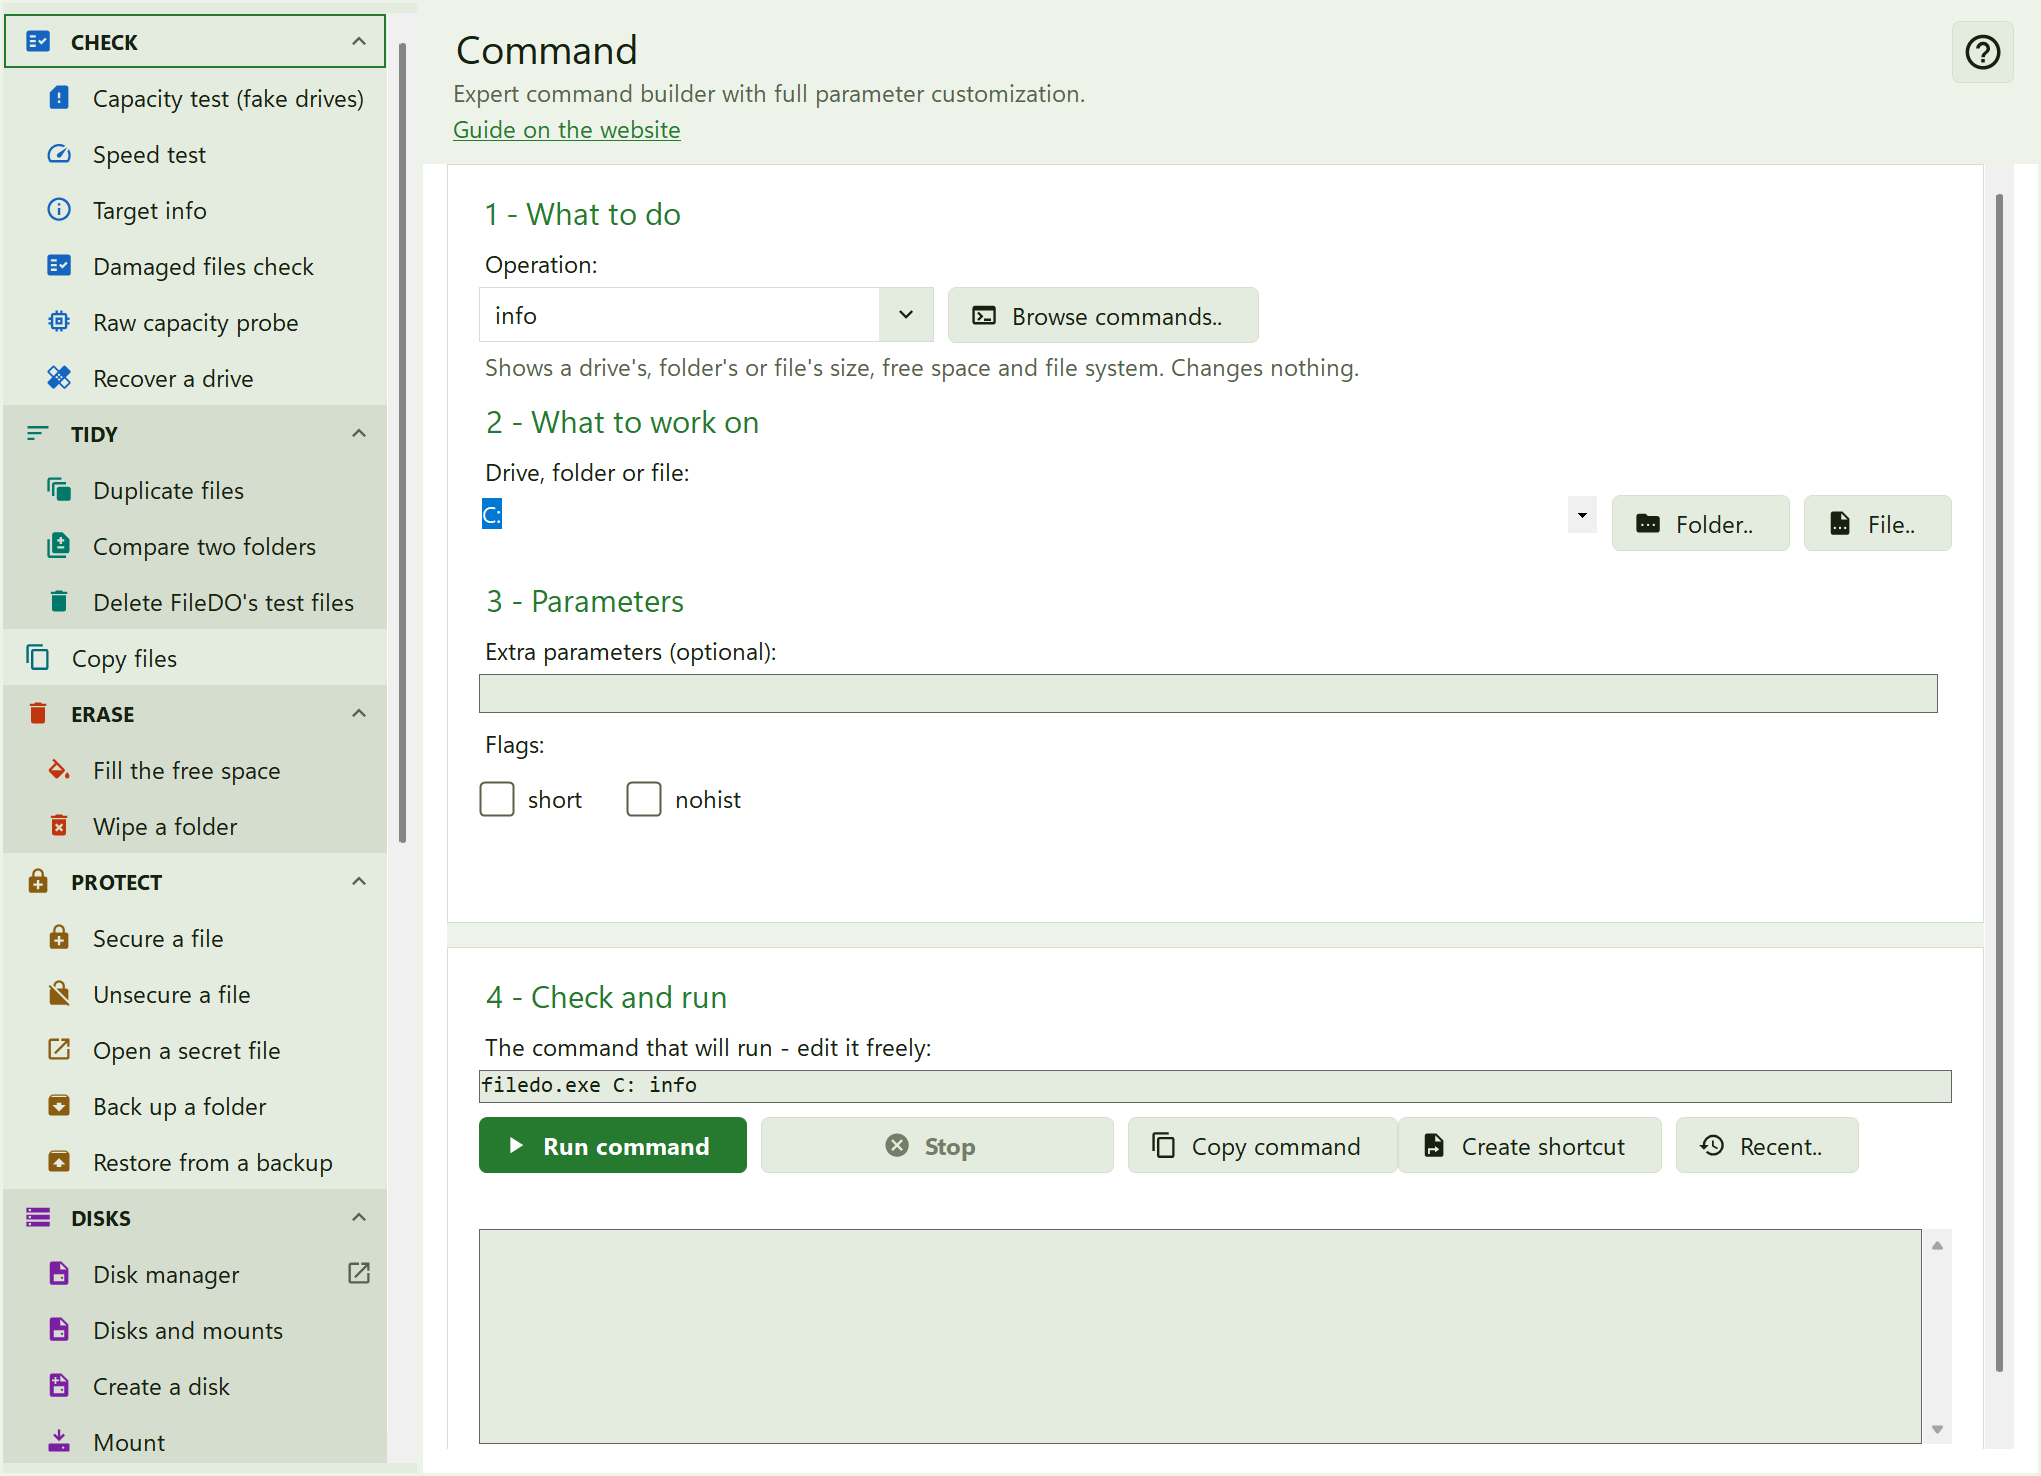 CHECK
Capacity test (fake drives)
Speed test
Target info
Damaged files check
Raw capacity probe
Recover a drive
TIDY
Duplicate files
Compare two folders
Delete FileDO's test files
Copy files
ERASE
Fill the free space
Wipe a folder
PROTECT
Secure a file
Unsecure a file
Open a secret file
Back up a folder
Restore from a backup
DISKS
Disk manager
Disks and mounts
Create a disk
Mount
Command
Expert command builder with full parameter customization.
Guide on the website
1 - What to do
Operation:
info
Browse commands..
Shows a drive's, folder's or file's size, free space and file system. Changes nothing.
2 - What to work on
Drive, folder or file:
C:
Folder..
File..
3 - Parameters
Extra parameters (optional):
Flags:
short
nohist
4 - Check and run
The command that will run - edit it freely:
filedo.exe C: info
Run command
Stop
Copy command
Create shortcut
Recent..